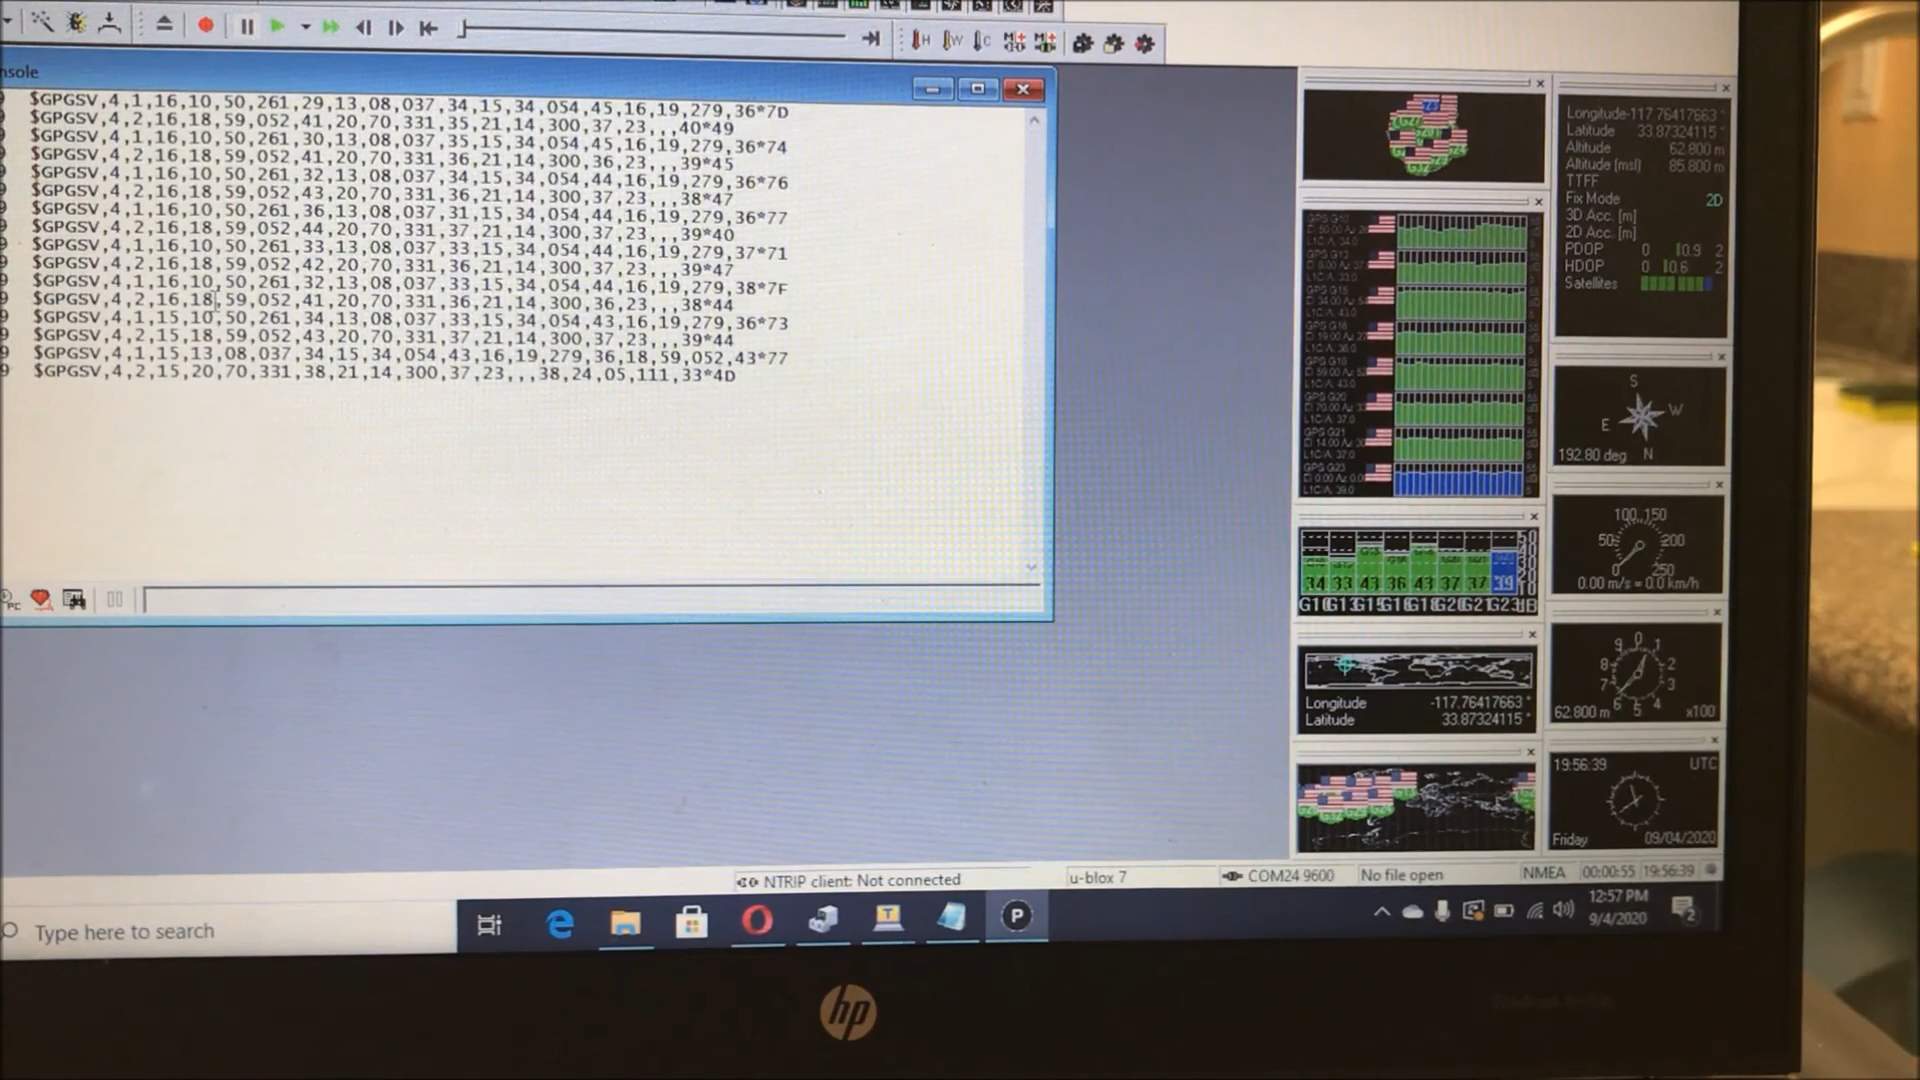 nsole
$GPGSV,4,1,16,10,50,261,29,13,08,037,34,15,34,054,45,16,19,279,36*7D
$GPGSV,4,2,16,18,59,052,41,20,70,331,35,21,14,300,37,23,,,40*49
$GPGSV,4,1,16,10,50,261,30,13,08,037,35,15,34,054,45,16,19,279,36*74
$GPGSV,4,2,16,18,59,052,41,20,70,331,36,21,14,300,36,23,,,39*45
$GPGSV,4,1,16,10,50,261,32,13,08,037,34,15,34,054,44,16,19,279,36*76
$GPGSV,4,2,16,18,59,052,43,20,70,331,36,21,14,300,37,23,,,38*47
$GPGSV,4,1,16,10,50,261,36,13,08,037,31,15,34,054,44,16,19,279,36*77
$GPGSV,4,2,16,18,59,052,44,20,70,331,37,21,14,300,37,23,,,39*40
$GPGSV,4,1,16,10,50,261,33,13,08,037,33,15,34,054,44,16,19,279,37*71
$GPGSV,4,2,16,18,59,052,42,20,70,331,36,21,14,300,37,23,,,39*47
$GPGSV,4,1,16,10,50,261,32,13,08,037,33,15,34,054,44,16,19,279,38*7F
$GPGSV,4,2,16,18,59,052,41,20,70,331,36,21,14,300,36,23,,,38*44
$GPGSV,4,1,15,10,50,261,34,13,08,037,33,15,34,054,43,16,19,279,36*73
$GPGSV,4,2,15,18,59,052,43,20,70,331,37,21,14,300,37,23,,,39*44
$GPGSV,4,1,15,13,08,037,34,15,34,054,43,16,19,279,36,18,59,052,43*77
$GPGSV,4,2,15,20,70,331,38,21,14,300,37,23,,,38,24,05,111,33*4D
Longitude -117.76417663 °
Latitude 33.87324115 °
Altitude 62.800 m
Altitude (msl) 85.800 m
TTFF
Fix Mode 2D
3D Acc. [m]
2D Acc. [m]
PDOP 0 0.9 2
HDOP 0 0.6 2
Satellites
S
E W
192.80 deg N
34 33 43 36 43 37 37 39
G10 G13 G15 G16 G18 G20 G21 G23 dB
100 150
50 200
0 250
0.00 m/s = 0.0 km/h
Longitude -117.76417663 °
Latitude 33.87324115 °
9 0 1
8 2
7 3
6 5 4
62.800 m x100
19:56:39 UTC
Friday 09/04/2020
NTRIP client: Not connected
u-blox 7
COM24 9600
No file open
NMEA
00:00:55
19:56:39
Type here to search
12:57 PM
9/4/2020
hp